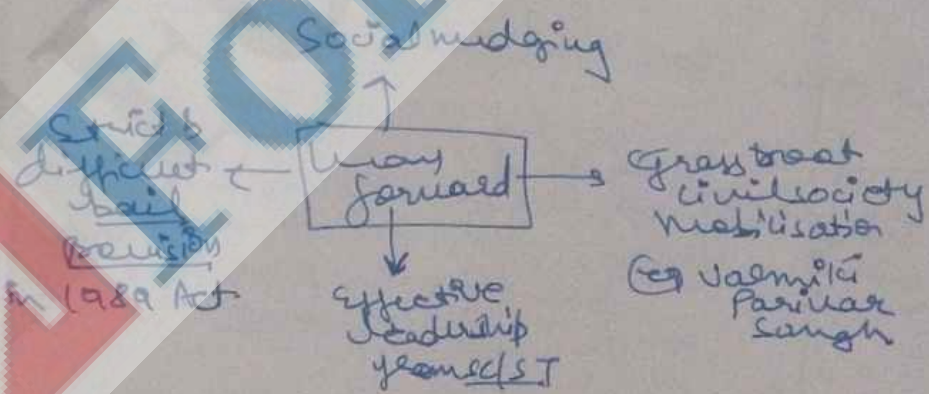 Social nudging
Strict &
difficult
bail
provision
in 1989 Act
Way
forward
Effective
leadership
from SC/ST
Grassroot
civil society
Mobilisation
eg Valmiki
Parivar
Sangh